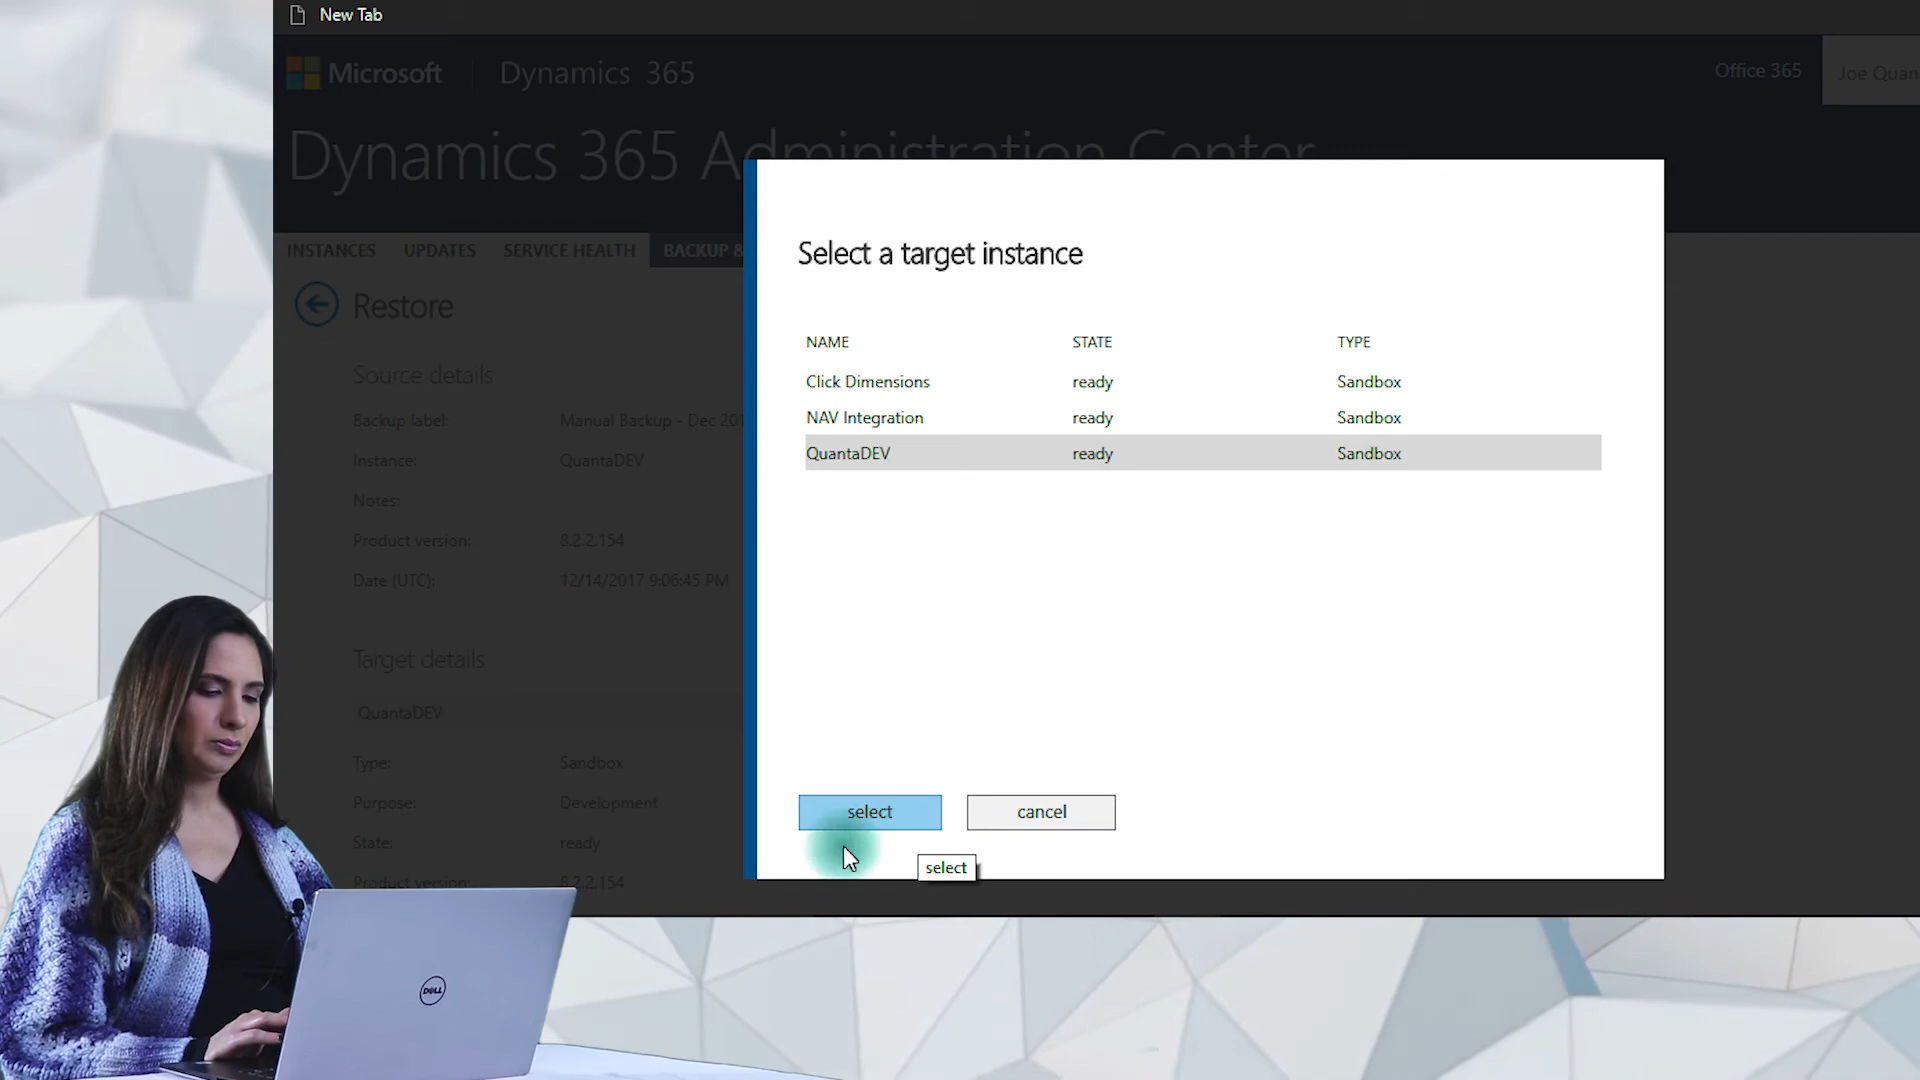 New Tab
Microsoft Dynamics 365
Office 365 Joe Quan
Dynamics 365 Administration Center
INSTANCES UPDATES SERVICE HEALTH BACKUP &
Restore
Source details
Backup label: Manual Backup - Dec 201
Instance: QuantaDEV
Notes:
Product version: 8.2.2.154
Date (UTC): 12/14/2017 9:06:45 PM
Target details
QuantaDEV
Type: Sandbox
Purpose: Development
State: ready
Product version: 8.2.2.154
Select a target instance
NAME STATE TYPE
Click Dimensions ready Sandbox
NAV Integration ready Sandbox
QuantaDEV ready Sandbox
select cancel
select
DELL